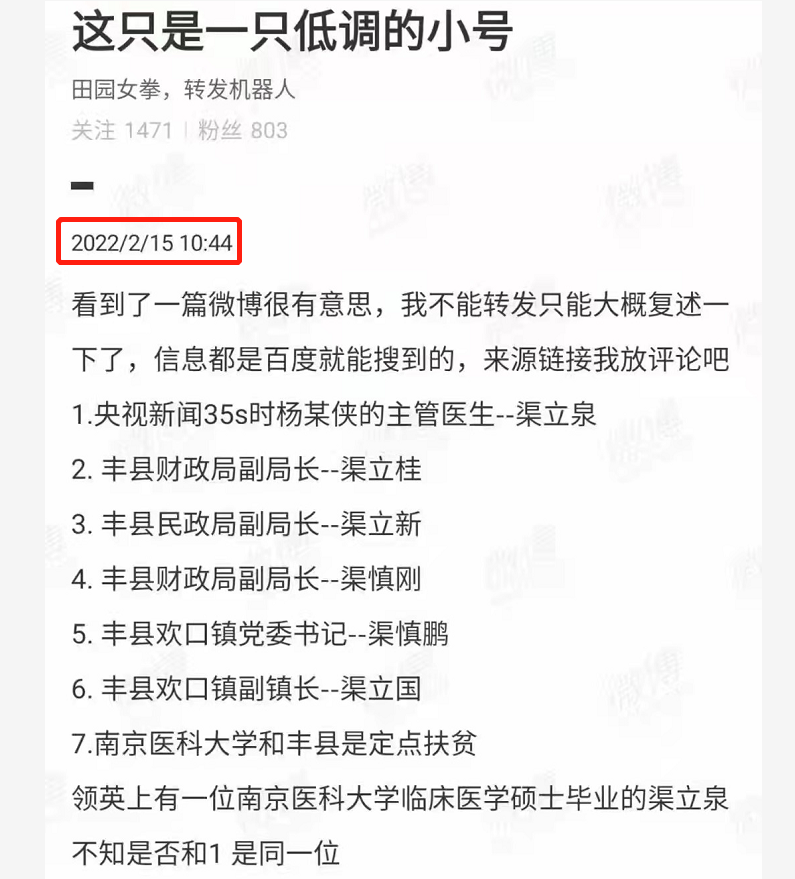 这只是一只低调的小号
田园女拳，转发机器人
关注 1471 | 粉丝 803
2022/2/15 10:44
看到了一篇微博很有意思，我不能转发只能大概复述一
下了，信息都是百度就能搜到的，来源链接我放评论吧
1.央视新闻35s时杨某侠的主管医生--渠立泉
2. 丰县财政局副局长--渠立桂
3. 丰县民政局副局长--渠立新
4. 丰县财政局副局长--渠慎刚
5. 丰县欢口镇党委书记--渠慎鹏
6. 丰县欢口镇副镇长--渠立国
7.南京医科大学和丰县是定点扶贫
领英上有一位南京医科大学临床医学硕士毕业的渠立泉
不知是否和1 是同一位